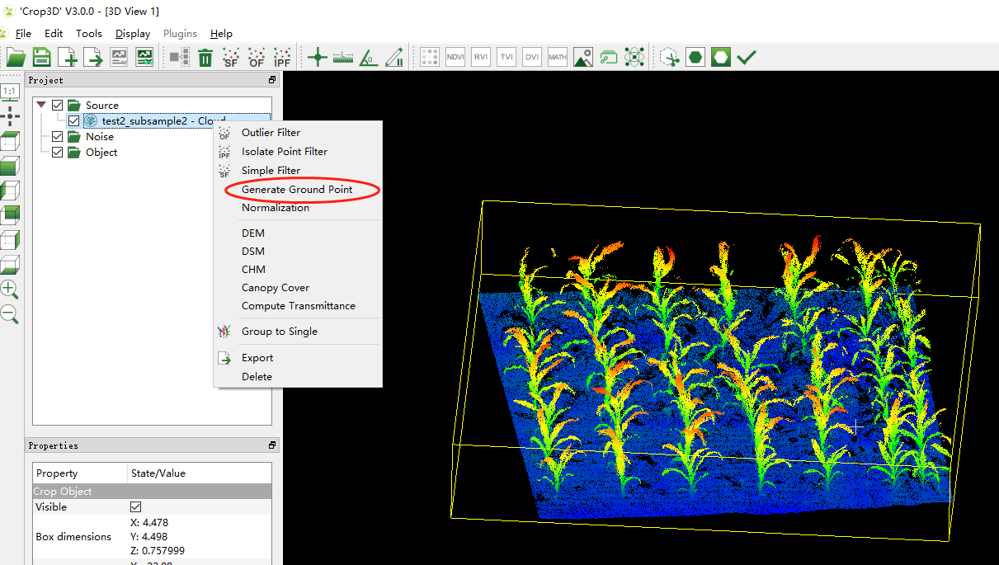 'Crop3D' V3.0.0 - [3D View 1]
File Edit Tools Display Plugins Help
SF OF IPF NDVI RVI TVI DVI MATH
Project
1:1
Source
test2_subsample2 - Cloud
Noise
Object
OF Outlier Filter
IPF Isolate Point Filter
SF Simple Filter
Generate Ground Point
Normalization
DEM
DSM
CHM
Canopy Cover
Compute Transmittance
Group to Single
Export
Delete
Properties
Property State/Value
Crop Object
Visible
Box dimensions
X: 4.478
Y: 4.498
Z: 0.757999